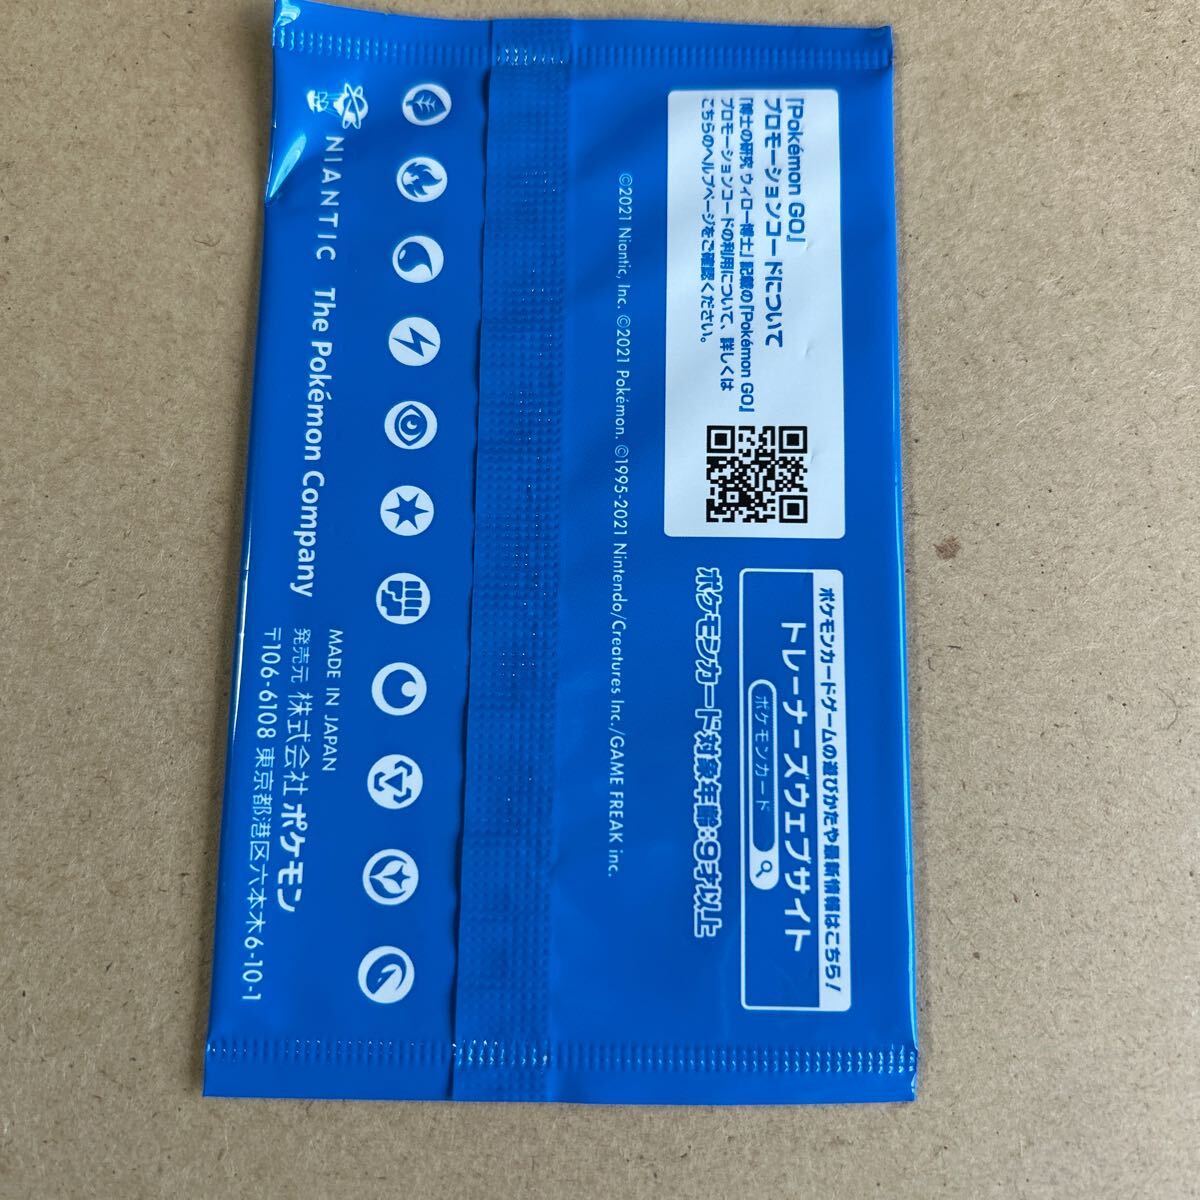 『Pokémon GO』
プロモーションコードについて
『博士の研究 ウィロー博士』記載の『Pokémon GO』
プロモーションコードの利用について、詳しくは
こちらのヘルプページをご確認ください。
ポケモンカードゲームの遊びかたや最新情報はこちら!
トレーナーズウェブサイト
ポケモンカード
ポケモンカード対象年齢:9才以上
©2021 Niantic, Inc. ©2021 Pokémon. ©1995-2021 Nintendo/Creatures Inc./GAME FREAK inc.
NIANTIC The Pokémon Company
MADE IN JAPAN
発売元 株式会社ポケモン
〒106-6108 東京都港区六本木6-10-1